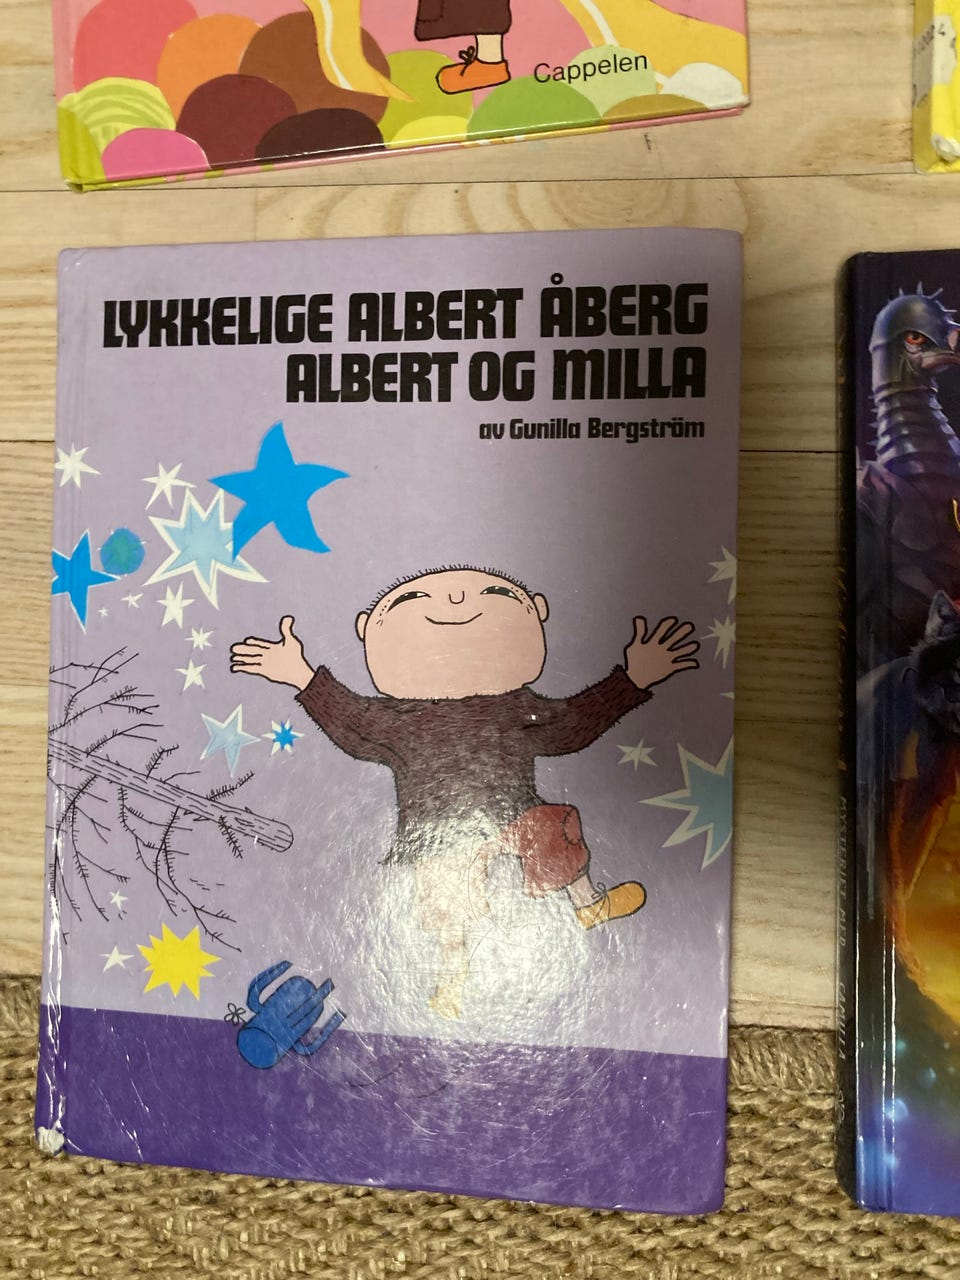 Cappelen
LYKKELIGE ALBERT ÅBERG
ALBERT OG MILLA
av Gunilla Bergström